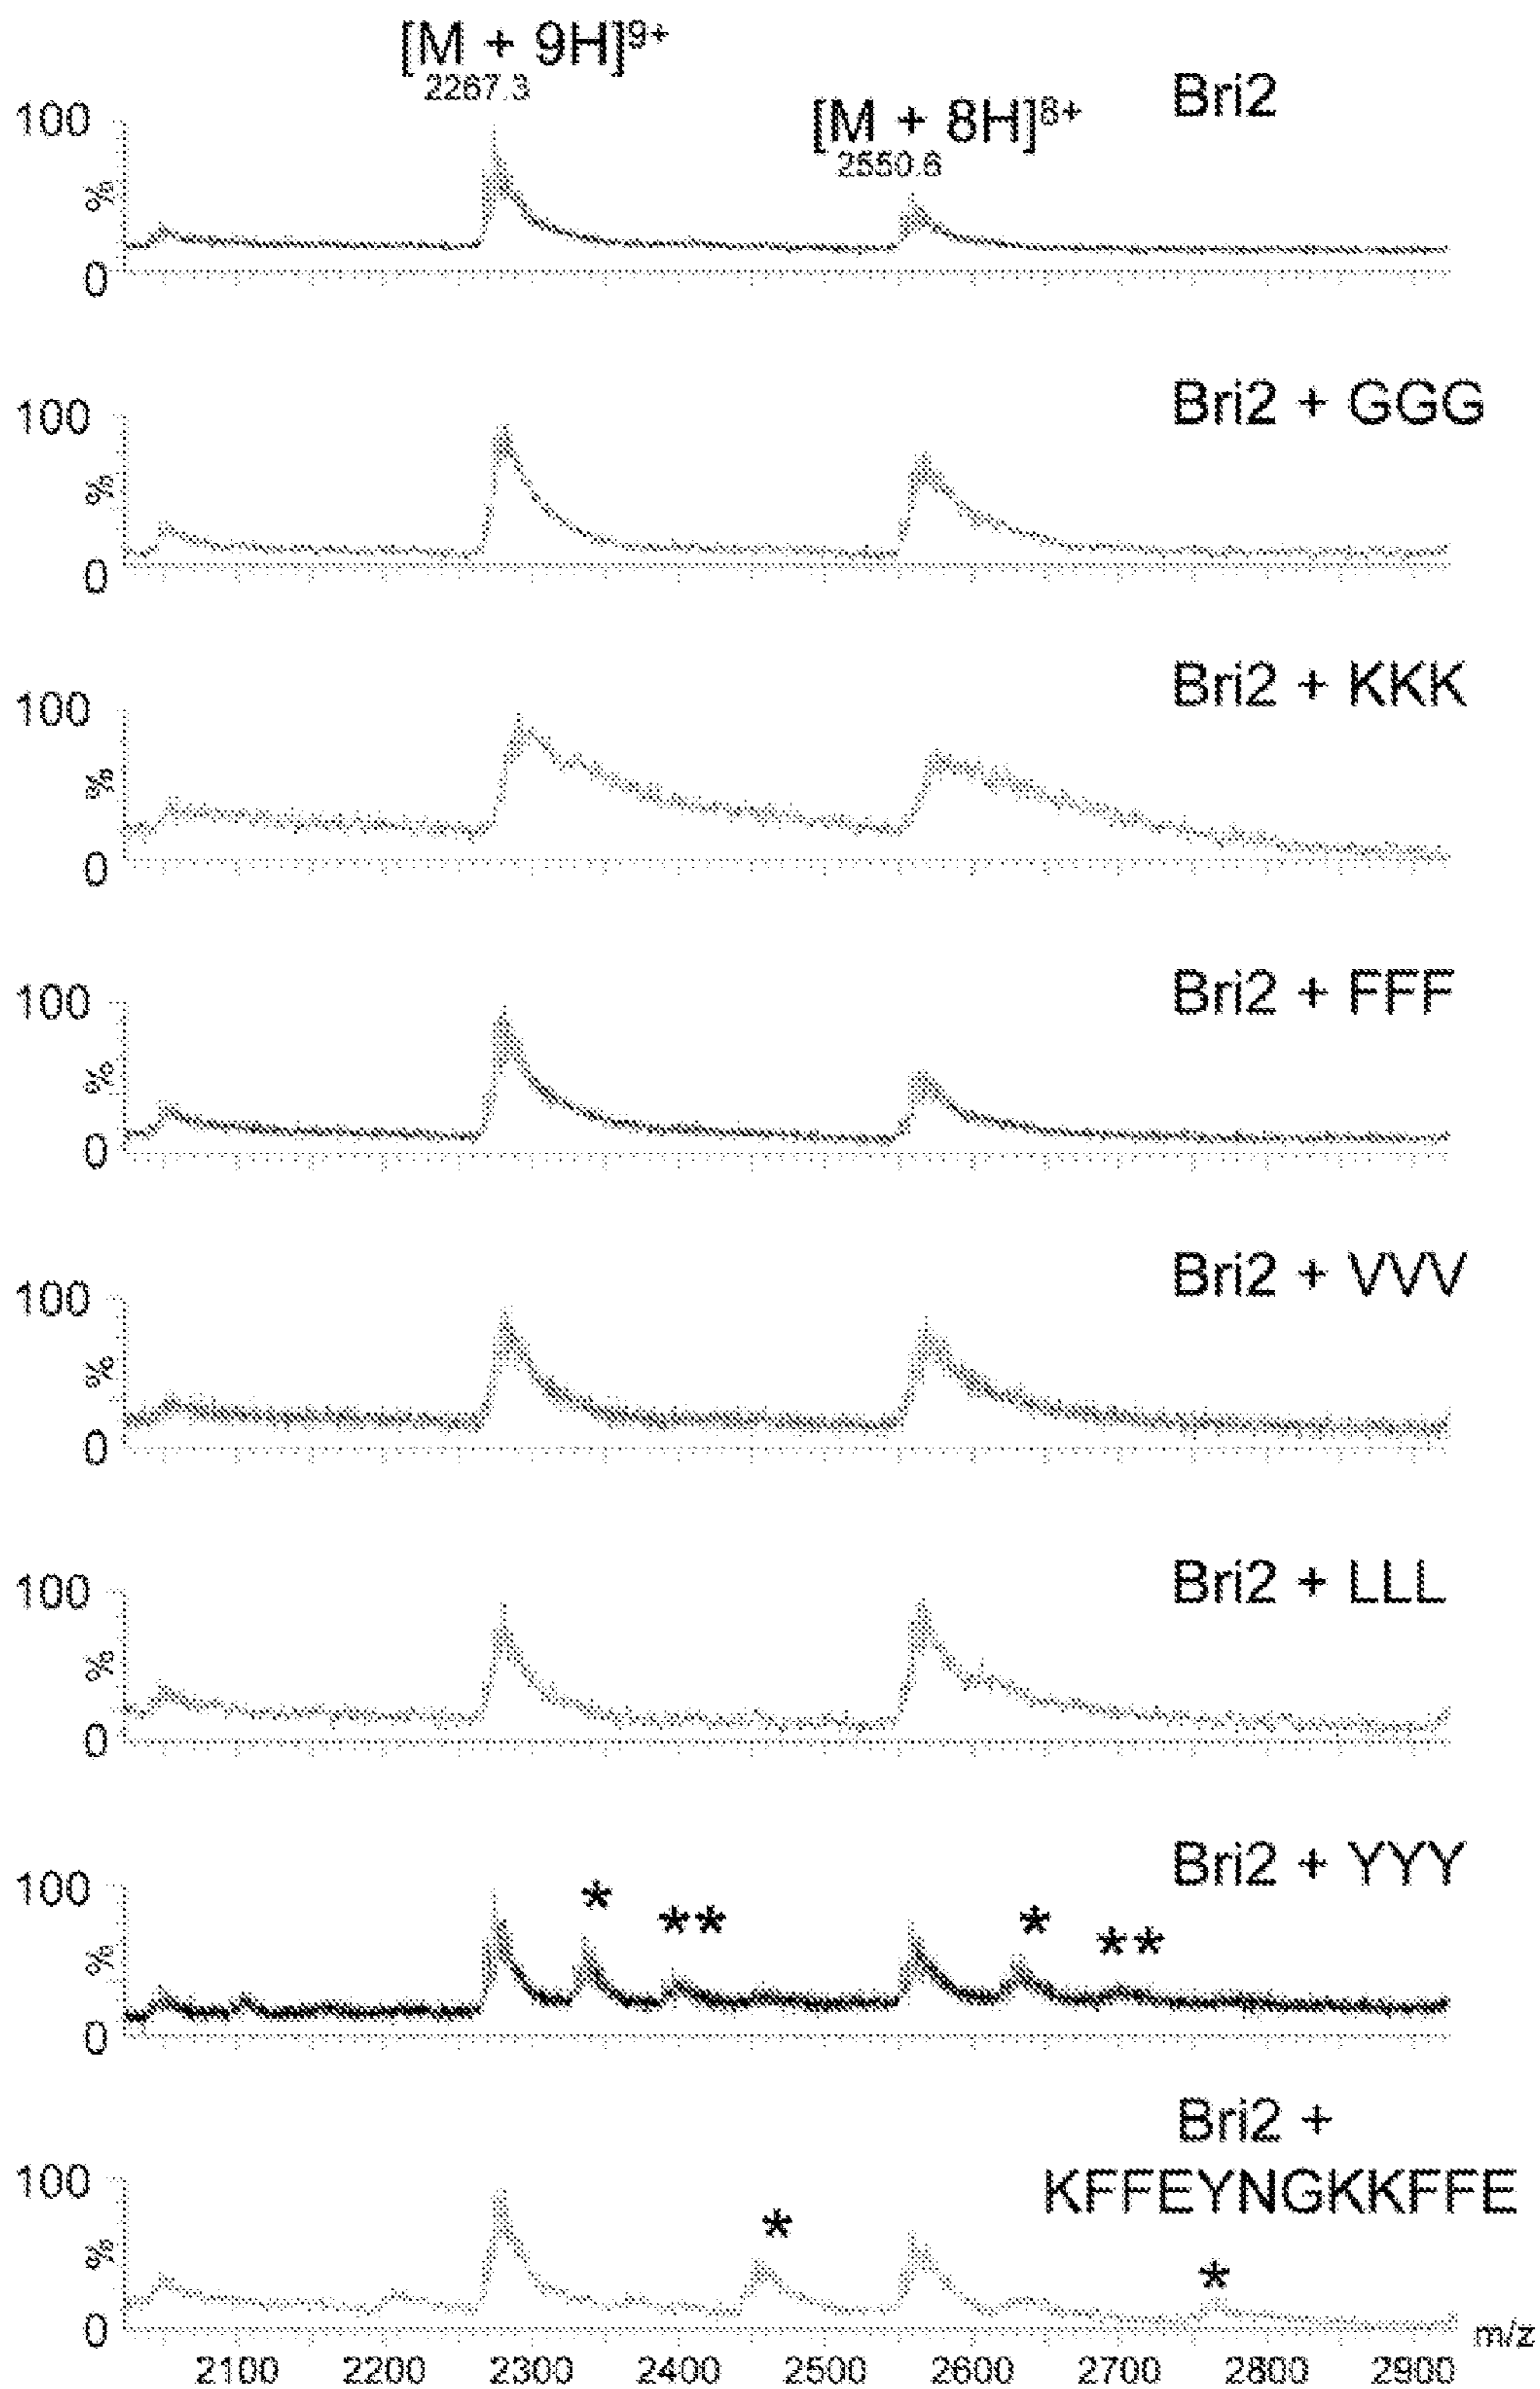 [M + 9H]9+
2267.3
[M + 8H]8+
2550.6
Bri2
100
%
0
Bri2 + GGG
100
%
0
Bri2 + KKK
100
%
0
Bri2 + FFF
100
%
0
Bri2 + VVV
100
%
0
Bri2 + LLL
100
%
0
Bri2 + YYY
100
* ** * **
%
0
Bri2 +
KFFEYNGKKFFE
100
* *
%
0
m/z
2100 2200 2300 2400 2500 2600 2700 2800 2900